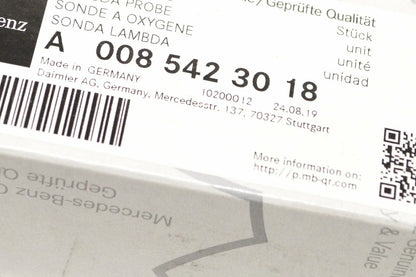 PROBE
/Geprüfte Qualität
SONDE A OXYGENE
SONDA LAMBDA
Stück
unit
unité
unidad
enz
A 008 542 30 18
Made in GERMANY
10200012 24.08.19
Daimler AG, Germany, Mercedesstr. 137, 70327 Stuttgart
More information on:
http://p.mb-qr.com/
Mercedes-Benz
Geprüfte
& Value